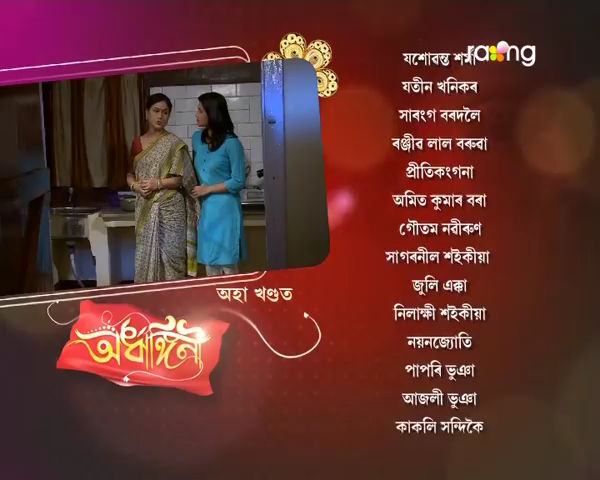 rang
যশোৱন্ত শর্মা
যতীন খনিকৰ
সাৰংগ বৰদলৈ
ৰঞ্জীৱ লাল বৰুৱা
প্ৰীতিকংগনা
অমিত কুমাৰ বৰা
গৌতম নবীৰুণ
সাগৰনীল শইকীয়া
জুলি এক্কা
নিলাক্ষী শইকীয়া
নয়নজ্যোতি
পাপৰি ভুঞা
আজলী ভুঞা
কাকলি সন্দিকৈ
অহা খণ্ডত
অৰ্ধাঙ্গিনী